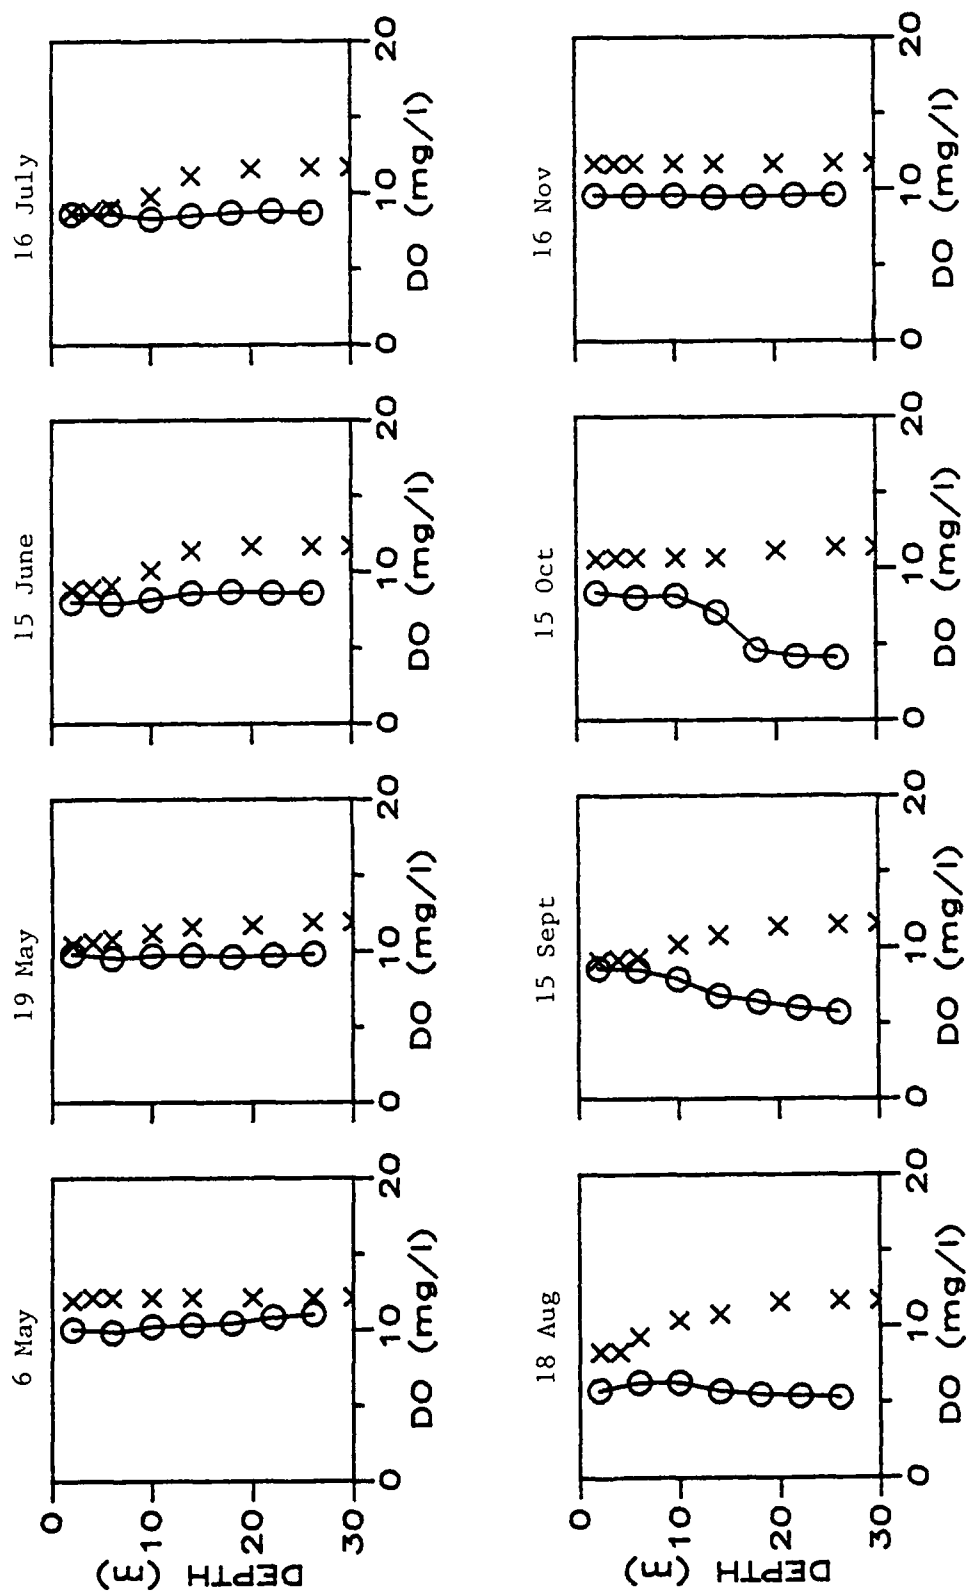 6 May
19 May
15 June
16 July
DEPTH (m)
0
10
20
30
0 10 20
DO (mg/l)
0 10 20
DO (mg/l)
0 10 20
DO (mg/l)
0 10 20
DO (mg/l)
18 Aug
15 Sept
15 Oct
16 Nov
DEPTH (m)
0
10
20
30
0 10 20
DO (mg/l)
0 10 20
DO (mg/l)
0 10 20
DO (mg/l)
0 10 20
DO (mg/l)